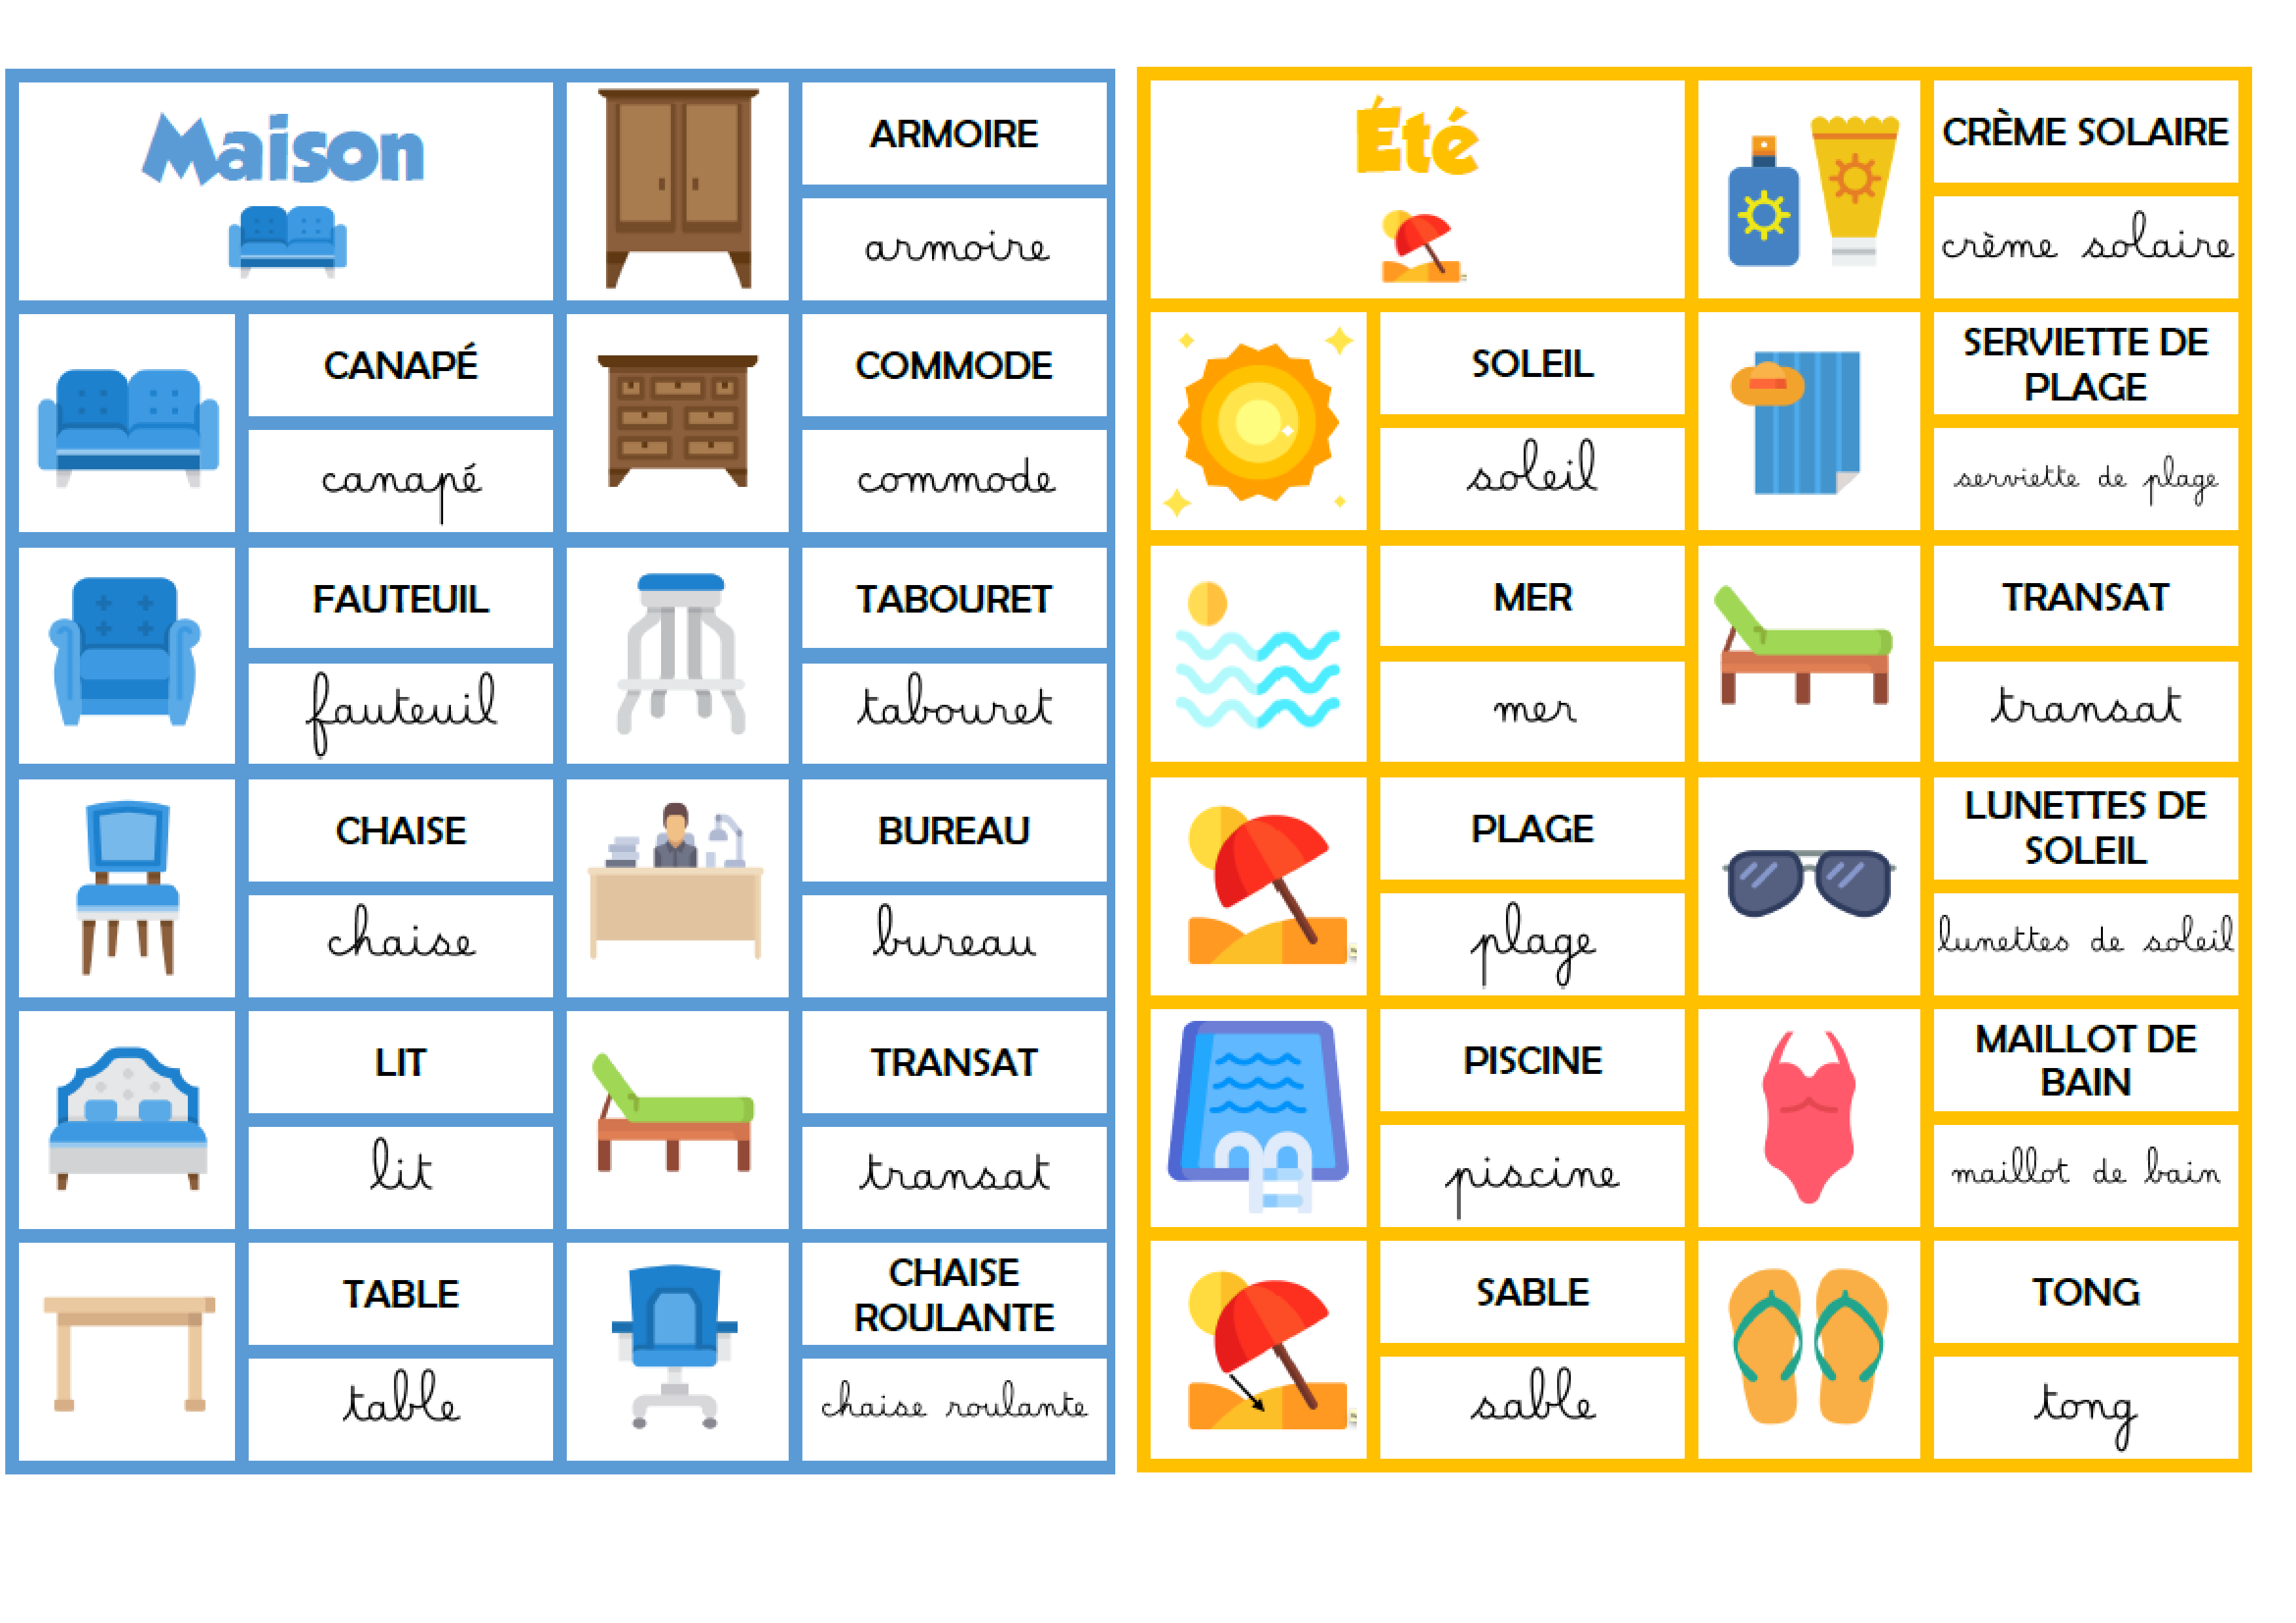 Maison
ARMOIRE
armoire
CANAPÉ
canapé
COMMODE
commode
FAUTEUIL
fauteuil
TABOURET
tabouret
CHAISE
chaise
BUREAU
bureau
LIT
lit
TRANSAT
transat
TABLE
table
CHAISE
ROULANTE
chaise roulante
Été
CRÈME SOLAIRE
crème solaire
SOLEIL
soleil
SERVIETTE DE
PLAGE
serviette de plage
MER
mer
TRANSAT
transat
PLAGE
plage
LUNETTES DE
SOLEIL
lunettes de soleil
PISCINE
piscine
MAILLOT DE
BAIN
maillot de bain
SABLE
sable
TONG
tong